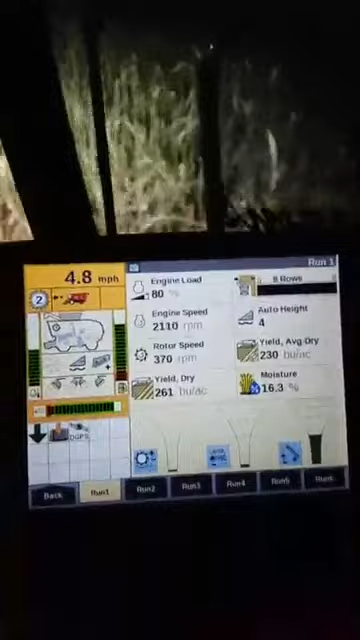 Run 1
4.8 mph
2
Engine Load
80 %
8 Rows
Engine Speed
2110 rpm
Auto Height
4
Rotor Speed
370 rpm
Yield, Avg Dry
230 bu/ac
Yield, Dry
261 bu/ac
Moisture
16.3 %
DGPS
Back
Run1
Run2
Run3
Run4
Run5
Run6